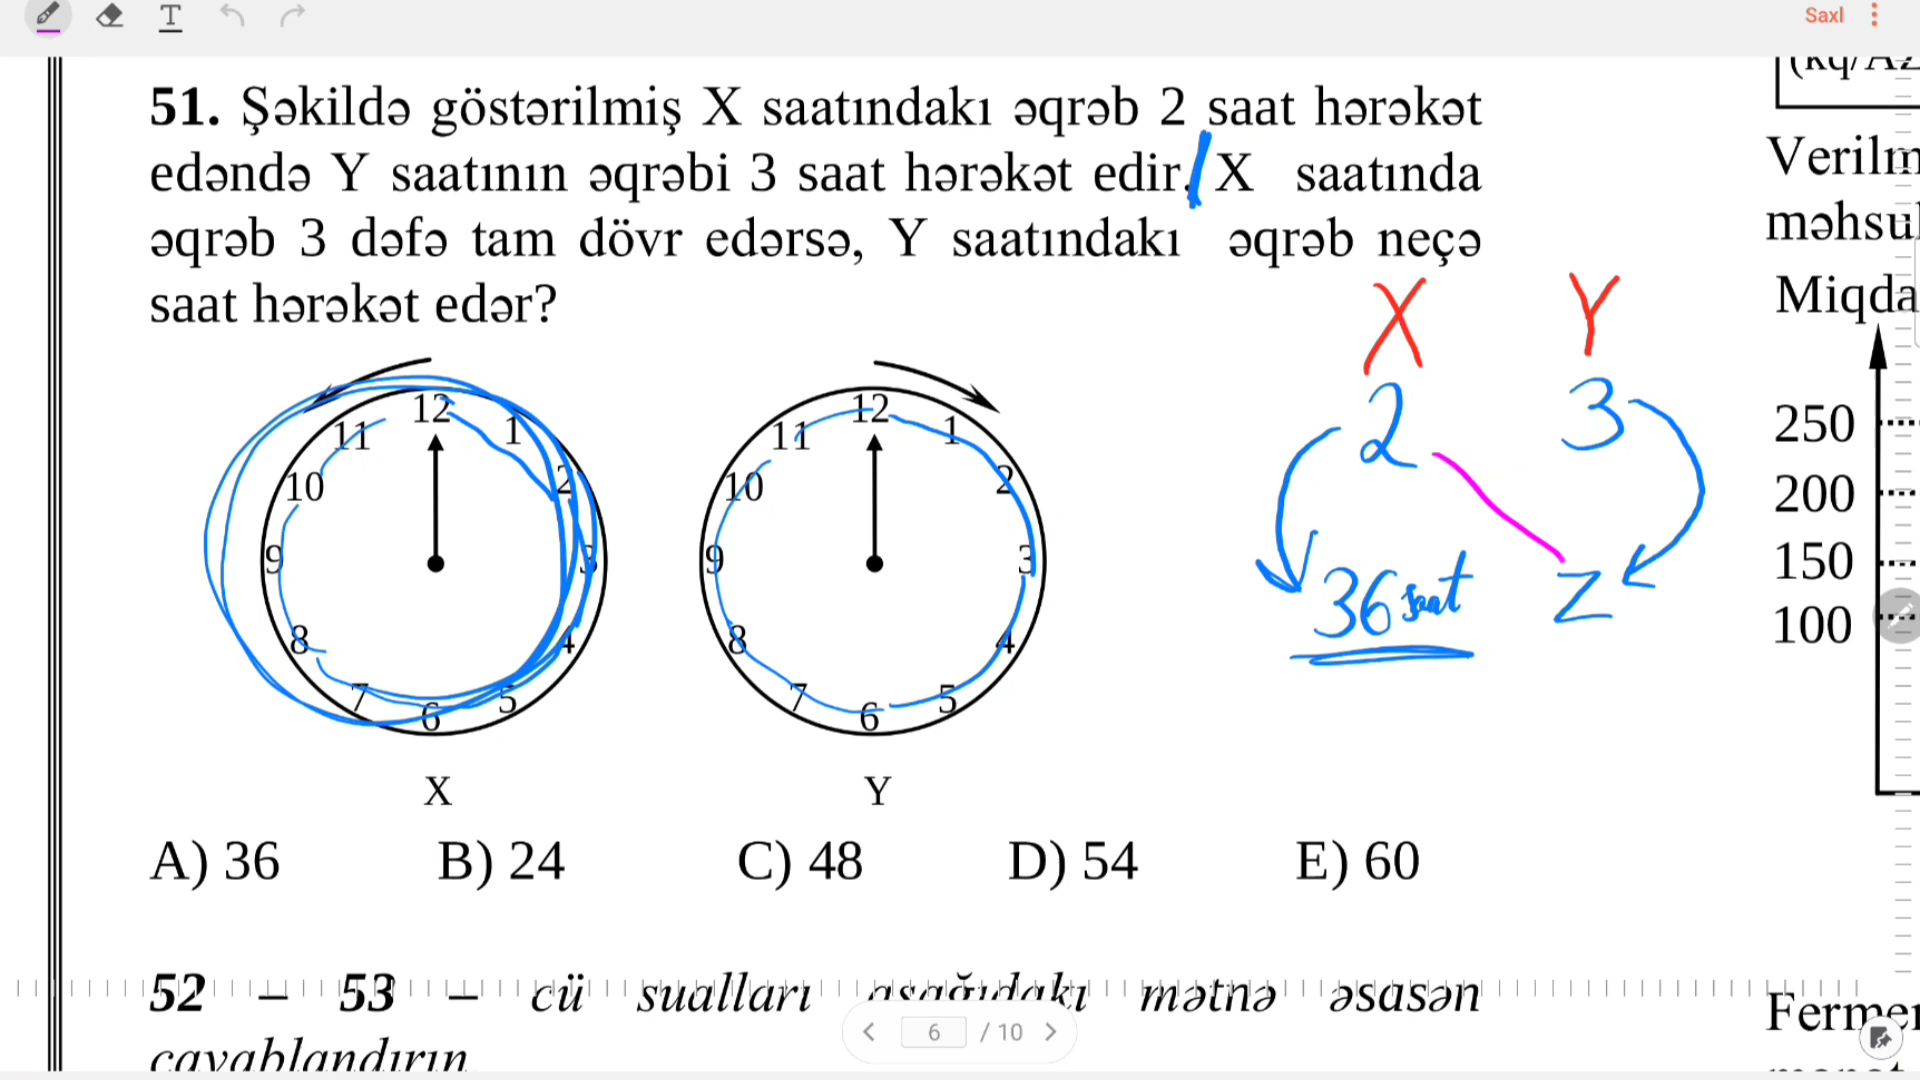 T
Saxl
51. Şəkildə göstərilmiş X saatındakı əqrəb 2 saat hərəkət
edəndə Y saatının əqrəbi 3 saat hərəkət edir. X saatında
əqrəb 3 dəfə tam dövr edərsə, Y saatındakı əqrəb neçə
saat hərəkət edər?
X Y
2 3
36 saat Z
12 1 2 3 4 5 6 7 8 9 10 11
12 1 2 3 4 5 6 7 8 9 10 11
X Y
A) 36 B) 24 C) 48 D) 54 E) 60
52 – 53 – cü sualları aşağıdakı mətnə əsasən
cavablandırın
Miqda
250
200
150
100
6 / 10